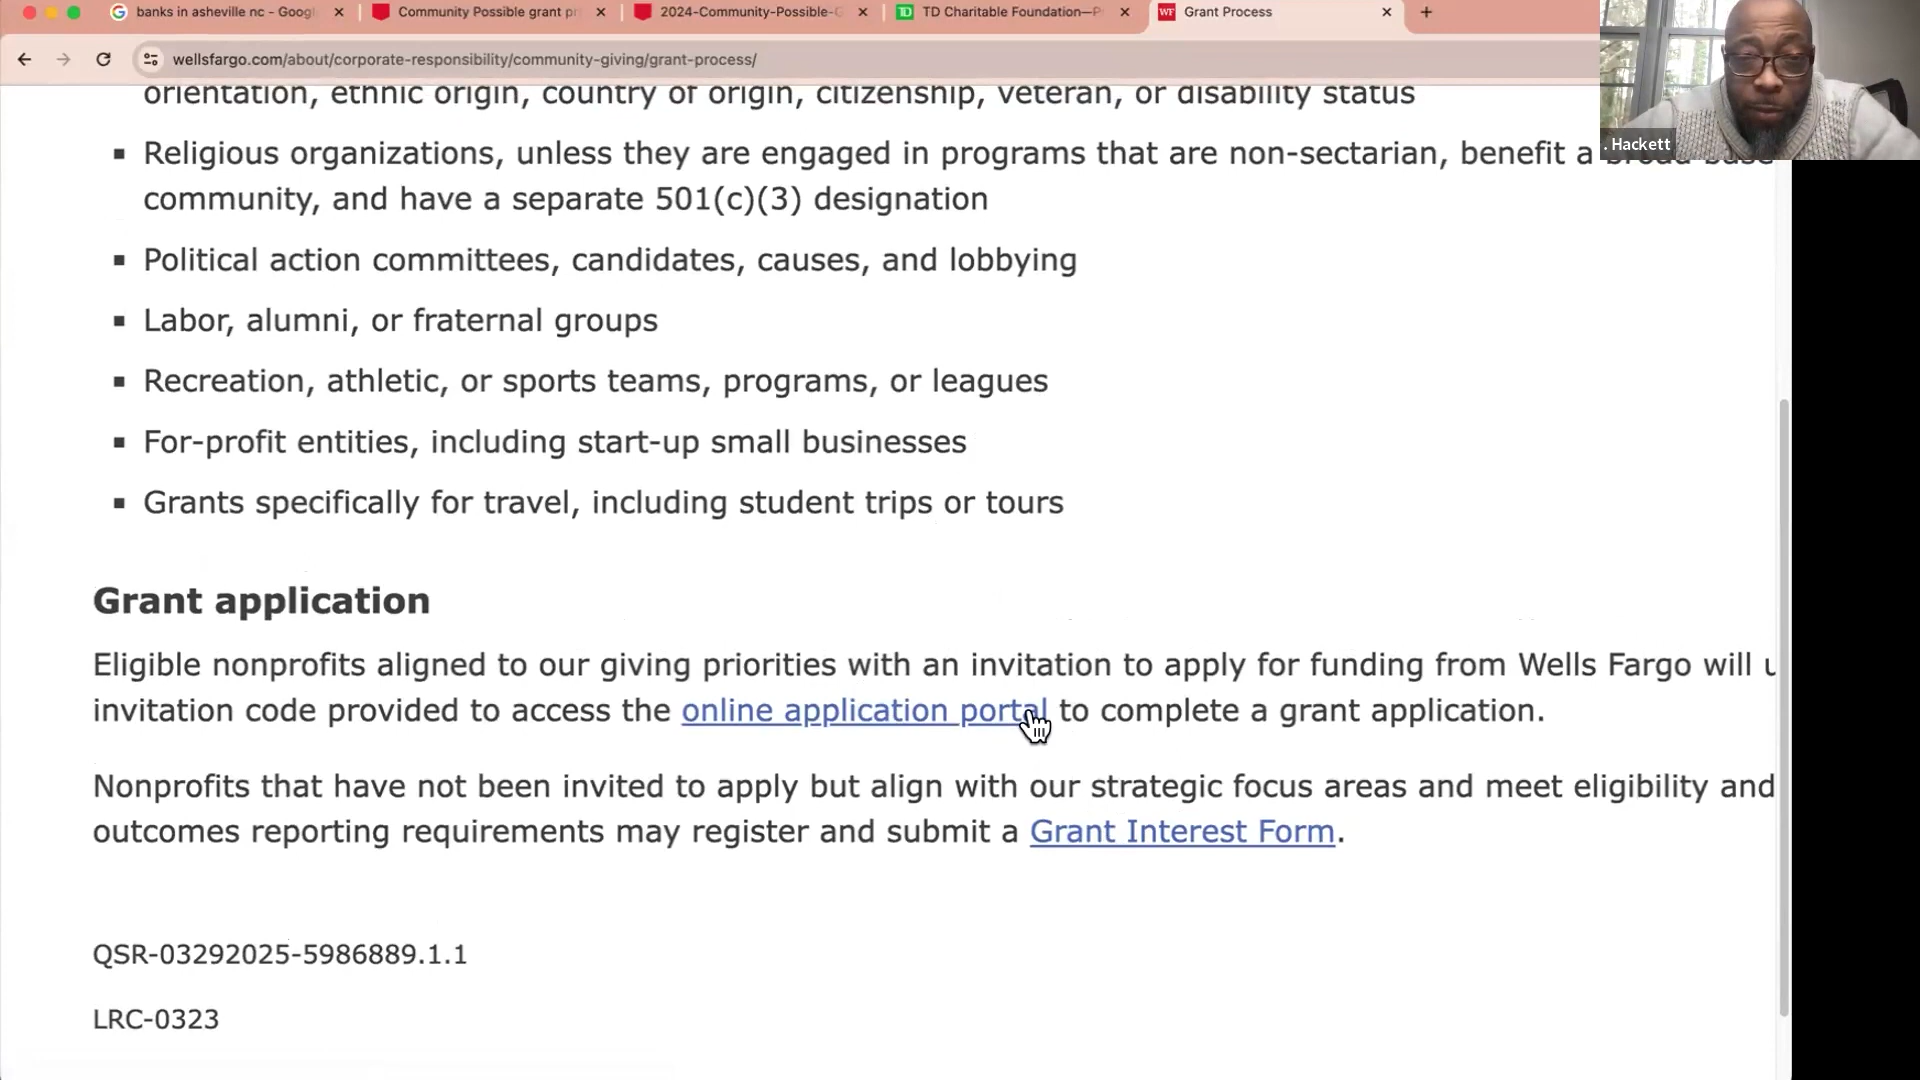 banks in asheville nc - Googl
Community Possible grant pr
2024-Community-Possible-G
TD Charitable Foundation—P
Grant Process
wellsfargo.com/about/corporate-responsibility/community-giving/grant-process/
orientation, ethnic origin, country of origin, citizenship, veteran, or disability status
Religious organizations, unless they are engaged in programs that are non-sectarian, benefit a broad base
community, and have a separate 501(c)(3) designation
. Hackett
Political action committees, candidates, causes, and lobbying
Labor, alumni, or fraternal groups
Recreation, athletic, or sports teams, programs, or leagues
For-profit entities, including start-up small businesses
Grants specifically for travel, including student trips or tours
Grant application
Eligible nonprofits aligned to our giving priorities with an invitation to apply for funding from Wells Fargo will
invitation code provided to access the online application portal to complete a grant application.
Nonprofits that have not been invited to apply but align with our strategic focus areas and meet eligibility and
outcomes reporting requirements may register and submit a Grant Interest Form.
QSR-03292025-5986889.1.1
LRC-0323